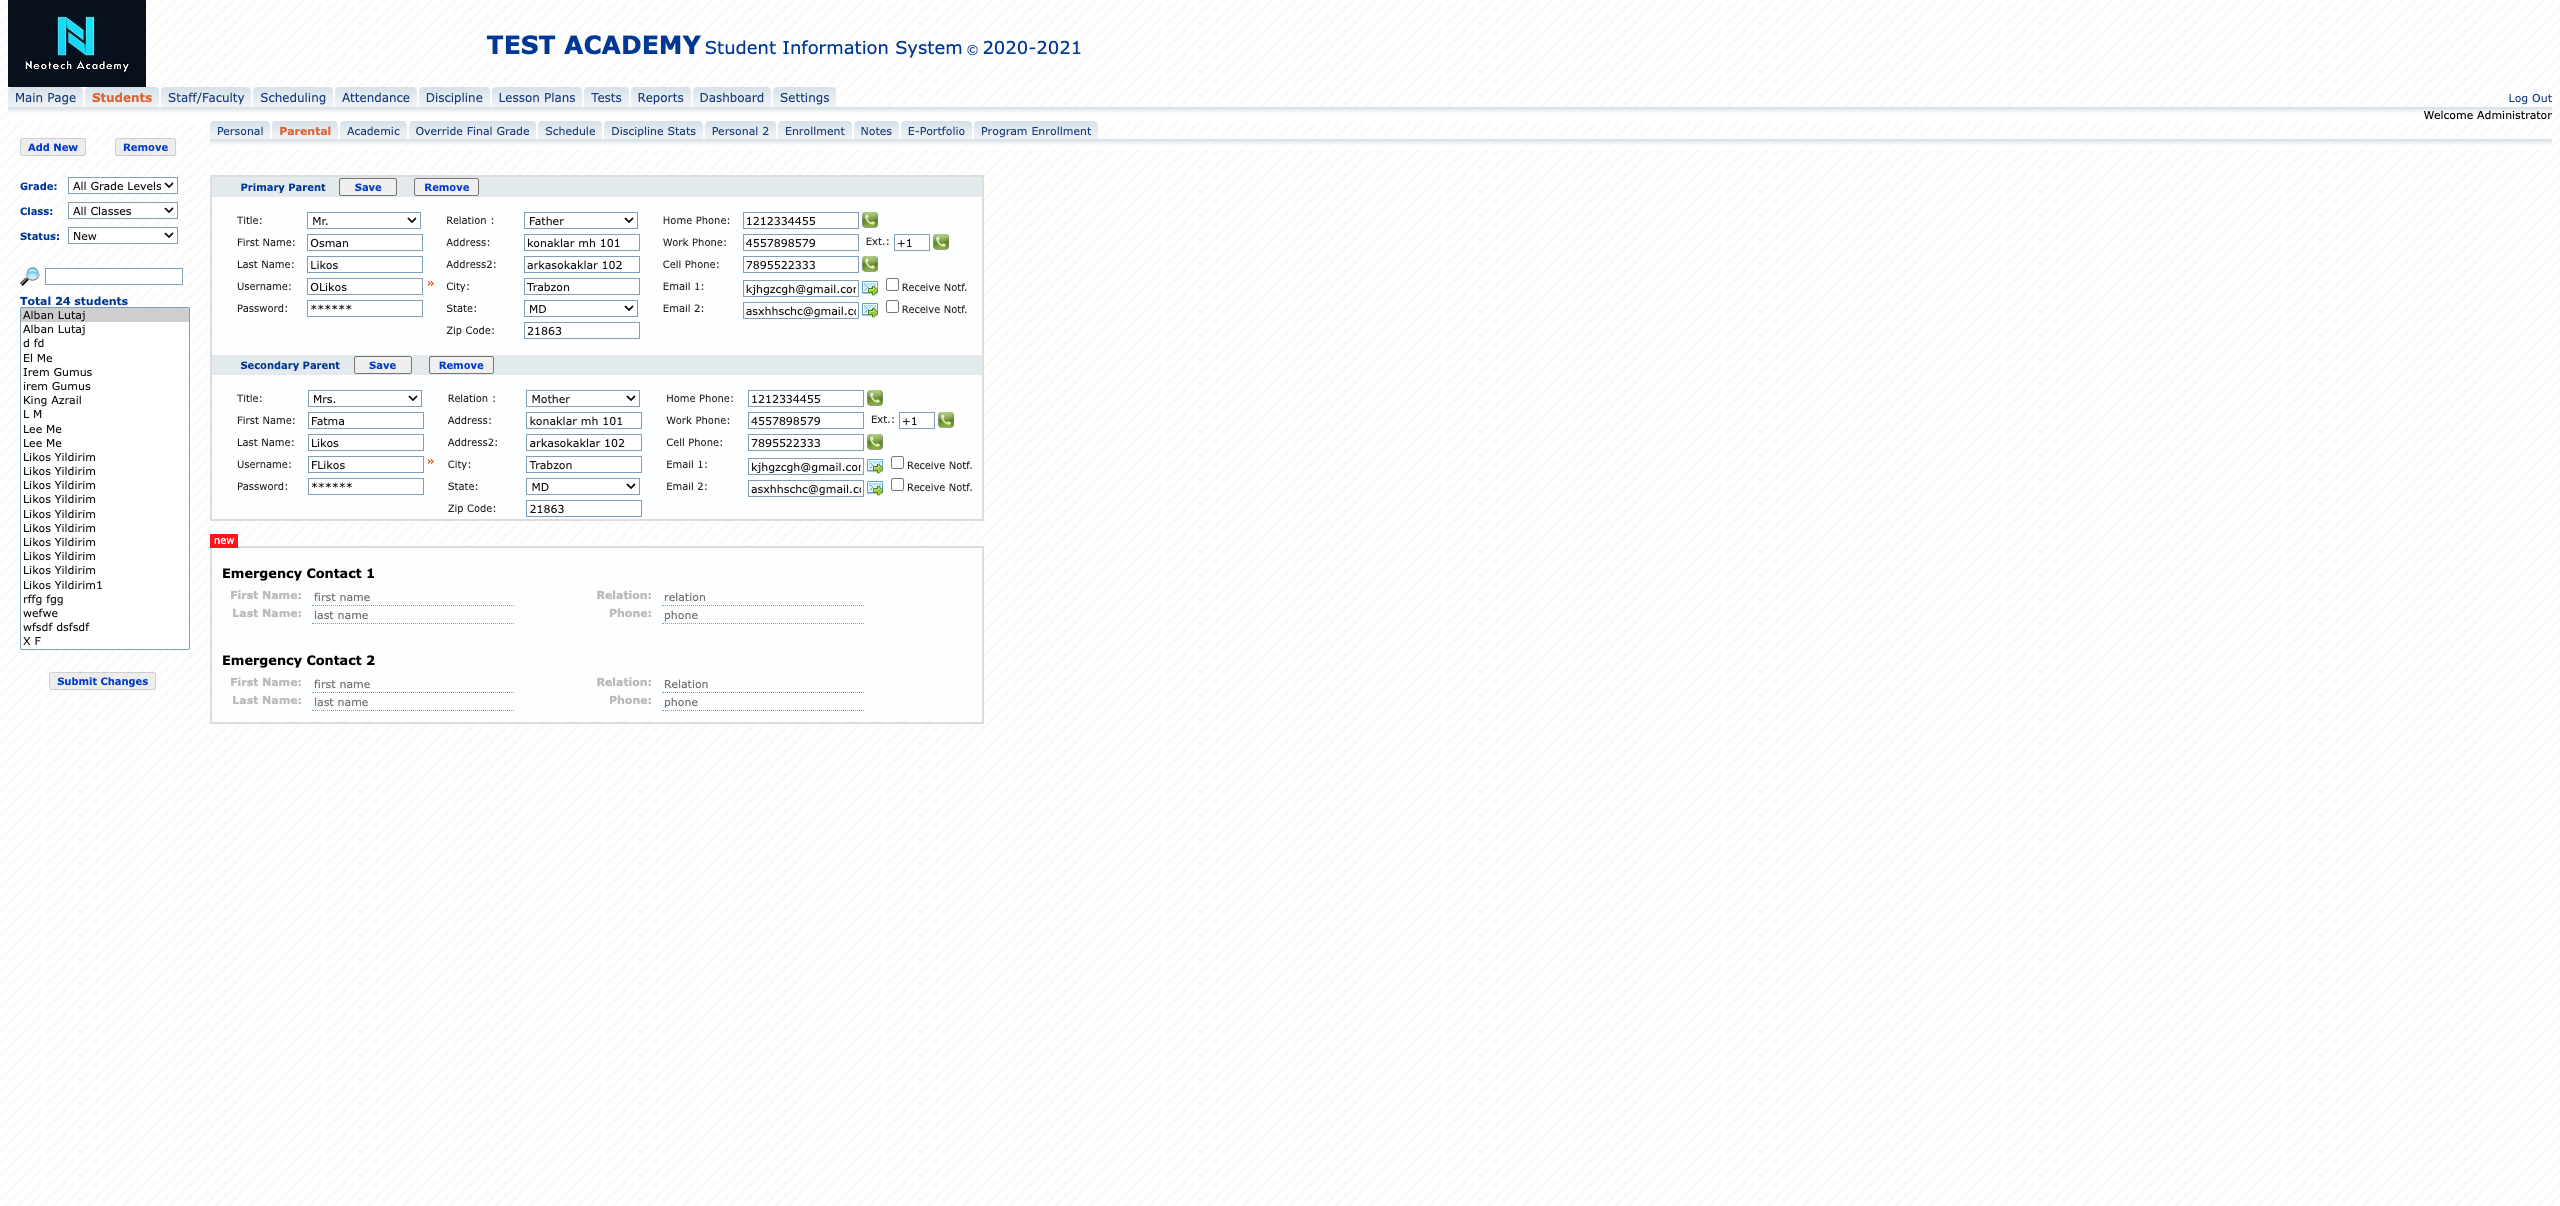 Neotech Academy
TEST ACADEMY Student Information System © 2020-2021
Main Page Students Staff/Faculty Scheduling Attendance Discipline Lesson Plans Tests Reports Dashboard Settings
Log Out
Welcome Administrator
Personal Parental Academic Override Final Grade Schedule Discipline Stats Personal 2 Enrollment Notes E-Portfolio Program Enrollment
Add New Remove
Grade: All Grade Levels
Class: All Classes
Status: New
Total 24 students
Alban Lutaj
Alban Lutaj
d fd
El Me
Irem Gumus
irem Gumus
King Azrail
L M
Lee Me
Lee Me
Likos Yildirim
Likos Yildirim
Likos Yildirim
Likos Yildirim
Likos Yildirim
Likos Yildirim
Likos Yildirim
Likos Yildirim
Likos Yildirim
Likos Yildirim1
rffg fgg
wefwe
wfsdf dsfsdf
X F
Submit Changes
Primary Parent Save Remove
Title: Mr. Relation : Father Home Phone: 1212334455
First Name: Osman Address: konaklar mh 101 Work Phone: 4557898579 Ext.: +1
Last Name: Likos Address2: arkasokaklar 102 Cell Phone: 7895522333
Username: OLikos » City: Trabzon Email 1: kjhgzcgh@gmail.cor Receive Notf.
Password: ****** State: MD Email 2: asxhhschc@gmail.cc Receive Notf.
Zip Code: 21863
Secondary Parent Save Remove
Title: Mrs. Relation : Mother Home Phone: 1212334455
First Name: Fatma Address: konaklar mh 101 Work Phone: 4557898579 Ext.: +1
Last Name: Likos Address2: arkasokaklar 102 Cell Phone: 7895522333
Username: FLikos » City: Trabzon Email 1: kjhgzcgh@gmail.cor Receive Notf.
Password: ****** State: MD Email 2: asxhhschc@gmail.cc Receive Notf.
Zip Code: 21863
new
Emergency Contact 1
First Name: first name Relation: relation
Last Name: last name Phone: phone
Emergency Contact 2
First Name: first name Relation: Relation
Last Name: last name Phone: phone